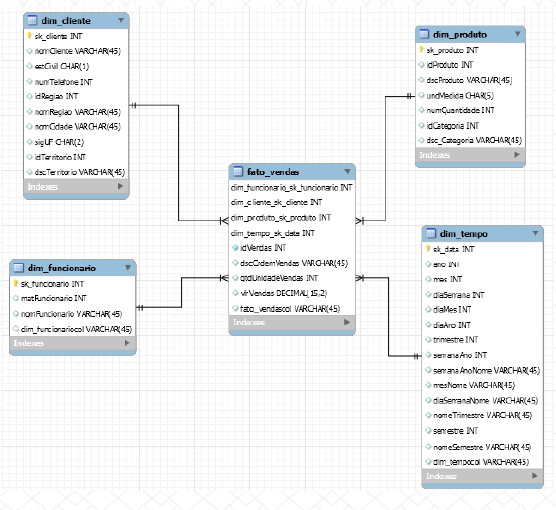 dim_cliente
sk_cliente INT
nomCliente VARCHAR(45)
estCivil CHAR(1)
numTelefone INT
idRegiao INT
nomRegiao VARCHAR(45)
nomCidade VARCHAR(45)
sigUF CHAR(2)
idTerritorio INT
dscTerritorio VARCHAR(45)
Indexes
dim_produto
sk_produto INT
idProduto INT
dscProduto VARCHAR(45)
undMedida CHAR(5)
numQuantidade INT
idCategoria INT
dsc_Categoria VARCHAR(45)
Indexes
fato_vendas
dim_funcionario_sk_funcionario INT
dim_cliente_sk_cliente INT
dim_produto_sk_produto INT
dim_tempo_sk_data INT
idVendas INT
dscOrdemVendas VARCHAR(45)
qtdUnidadeVendas INT
vlrVendas DECIMAL(15,2)
fato_vendascol VARCHAR(45)
Indexes
dim_funcionario
sk_funcionario INT
matFuncionario INT
nomFuncionario VARCHAR(45)
dim_funcionariocol VARCHAR(45)
Indexes
dim_tempo
sk_data INT
ano INT
mes INT
diaSemana INT
diaMes INT
diaAno INT
trimestre INT
semanaAno INT
semanaAnoNome VARCHAR(45)
mesNome VARCHAR(45)
diaSemanaNome VARCHAR(45)
nomeTrimestre VARCHAR(45)
semestre INT
nomeSemestre VARCHAR(45)
dim_tempocol VARCHAR(45)
Indexes